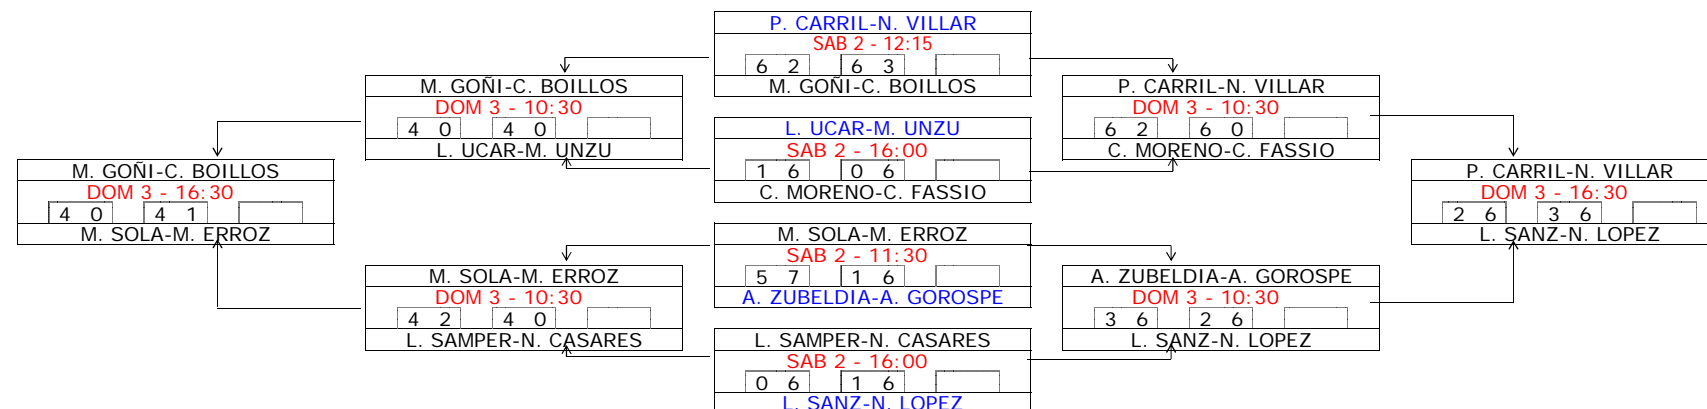 P. CARRIL-N. VILLAR
SAB 2 - 12:15
6 2 6 3
M. GOÑI-C. BOILLOS
M. GOÑI-C. BOILLOS
DOM 3 - 10:30
4 0 4 0
L. UCAR-M. UNZU
P. CARRIL-N. VILLAR
DOM 3 - 10:30
6 2 6 0
C. MORENO-C. FASSIO
L. UCAR-M. UNZU
SAB 2 - 16:00
1 6 0 6
C. MORENO-C. FASSIO
M. GOÑI-C. BOILLOS
DOM 3 - 16:30
4 0 4 1
M. SOLA-M. ERROZ
P. CARRIL-N. VILLAR
DOM 3 - 16:30
2 6 3 6
L. SANZ-N. LOPEZ
M. SOLA-M. ERROZ
SAB 2 - 11:30
5 7 1 6
A. ZUBELDIA-A. GOROSPE
M. SOLA-M. ERROZ
DOM 3 - 10:30
4 2 4 0
L. SAMPER-N. CASARES
A. ZUBELDIA-A. GOROSPE
DOM 3 - 10:30
3 6 2 6
L. SANZ-N. LOPEZ
L. SAMPER-N. CASARES
SAB 2 - 16:00
0 6 1 6
L. SANZ-N. LOPEZ